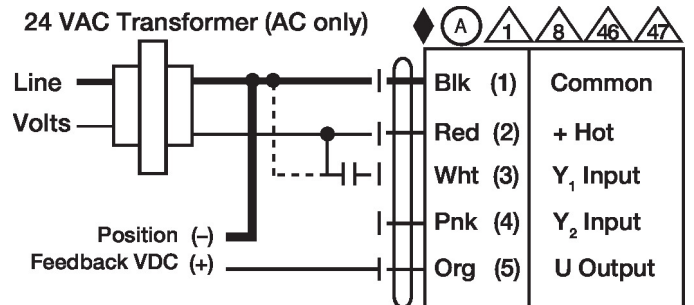 24 VAC Transformer (AC only)
A 1 8 46 47
Line
Volts
Blk (1) Common
Red (2) + Hot
Wht (3) Y₁ Input
Pnk (4) Y₂ Input
Position (–)
Feedback VDC (+)
Org (5) U Output